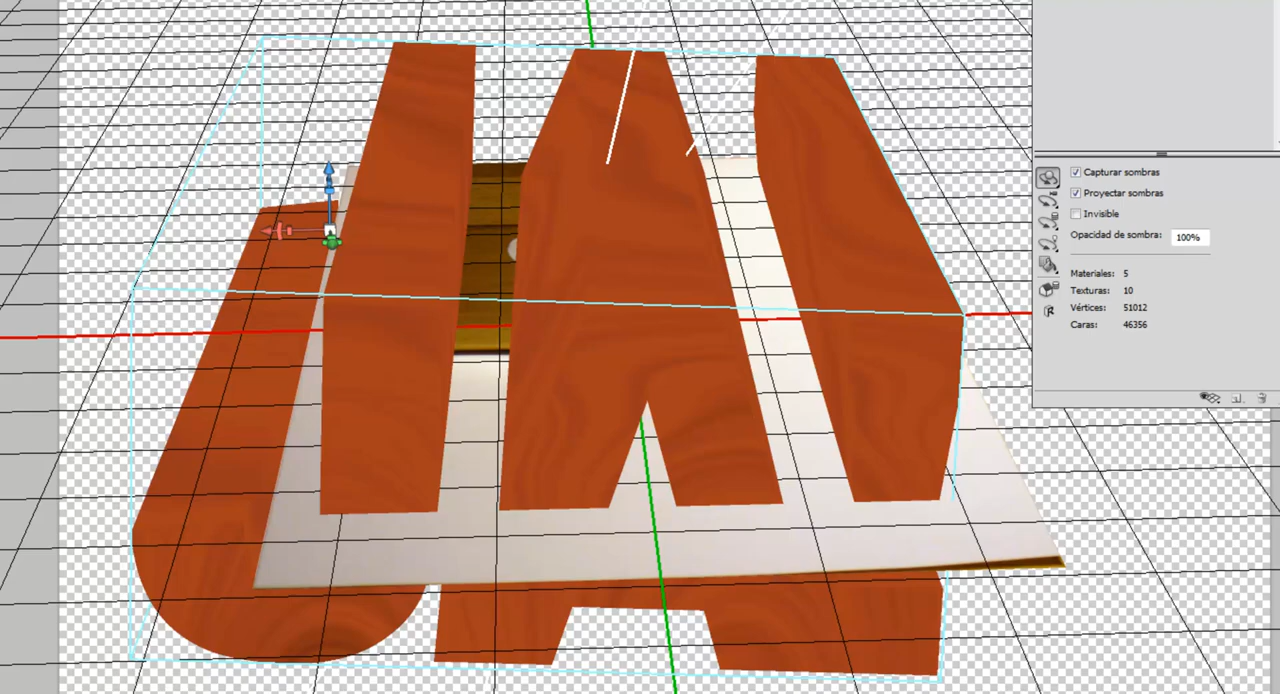 Capturar sombras
Proyectar sombras
Invisible
Opacidad de sombra: 100%
Materiales: 5
Texturas: 10
Vértices: 51012
Caras: 46356